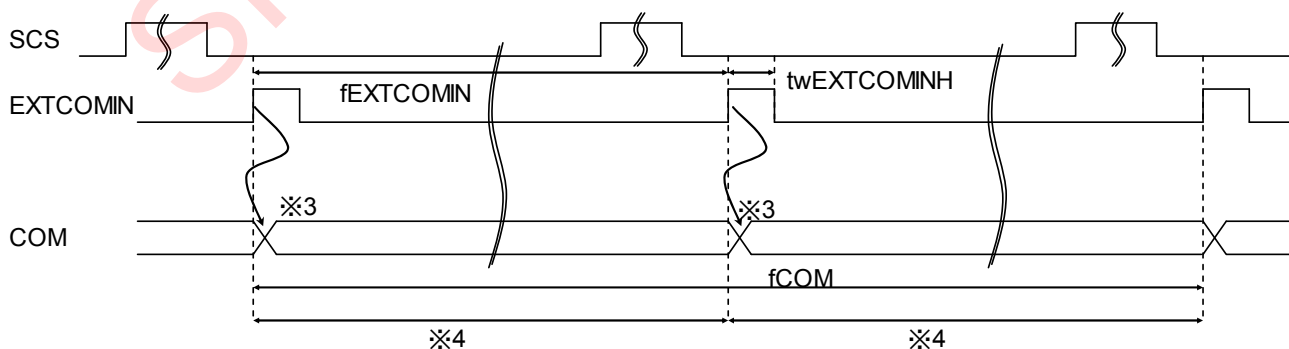 SCS
fEXTCOMIN
twEXTCOMINH
EXTCOMIN
※3
※3
COM
fCOM
※4
※4